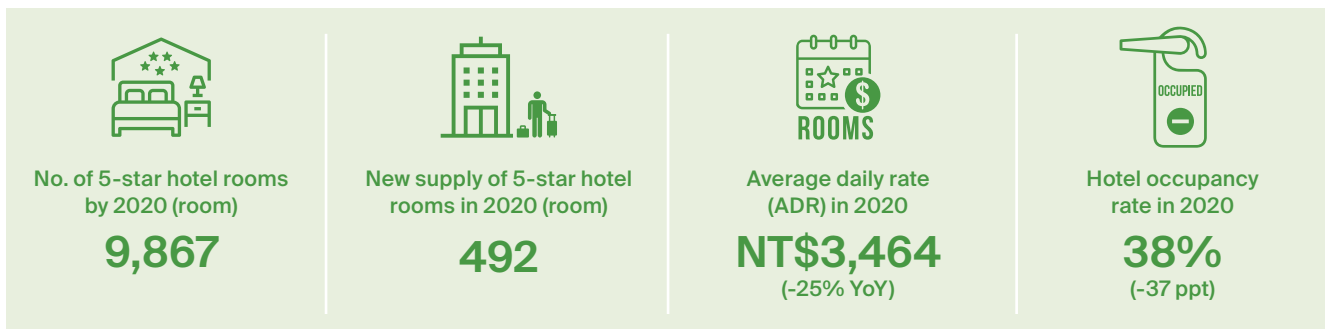 No. of 5-star hotel rooms
by 2020 (room)
9,867
New supply of 5-star hotel
rooms in 2020 (room)
492
$
ROOMS
Average daily rate
(ADR) in 2020
NT$3,464
(-25% YoY)
OCCUPIED
Hotel occupancy
rate in 2020
38%
(-37 ppt)